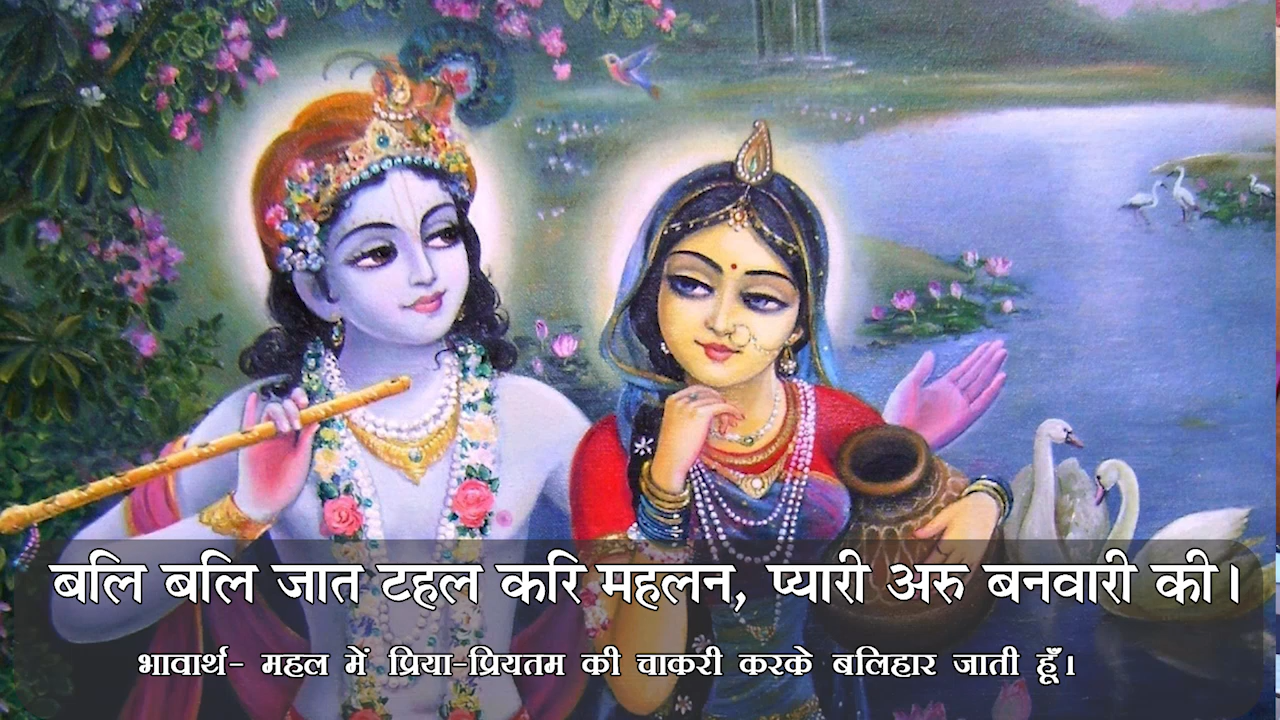 बलि बलि जात टहल करि महलन, प्यारी अरु बनवारी की।
भावार्थ- महल में प्रिया-प्रियतम की चाकरी करके बलिहार जाती हूँ।